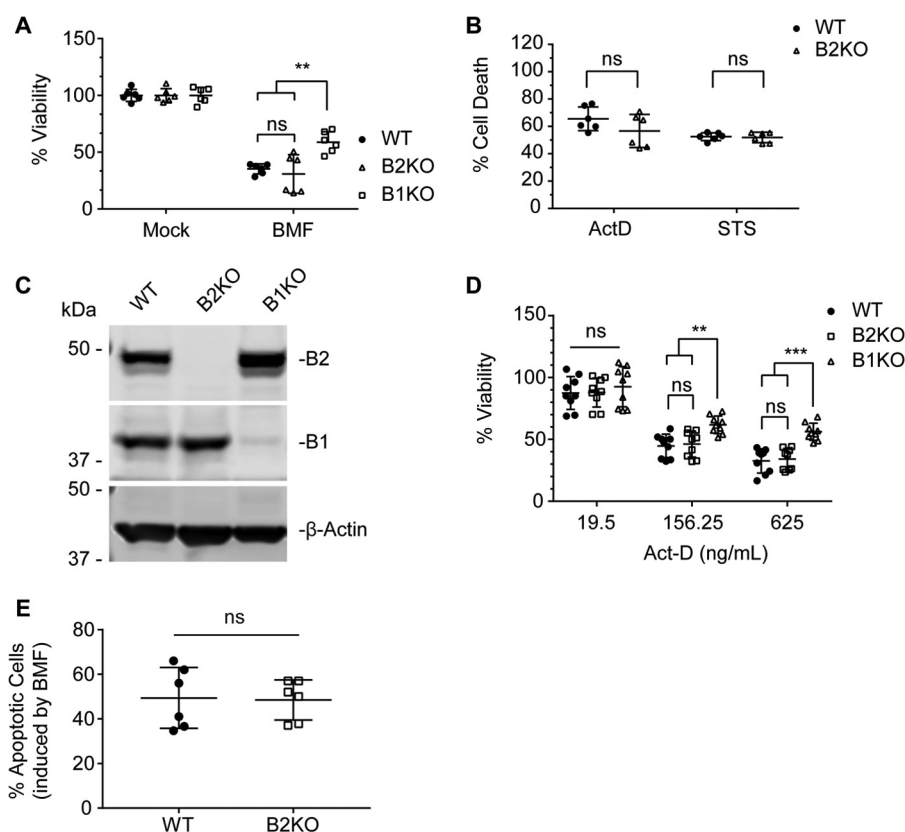 A
% Viability
150
100
50
0
**
ns
Mock
BMF
WT
B2KO
B1KO
B
% Cell Death
120
100
80
60
40
20
0
ns
ns
ActD
STS
WT
B2KO
C
kDa
WT
B2KO
B1KO
50 -
-B2
-B1
37 -
50 -
-β-Actin
37 -
D
% Viability
150
100
50
0
ns
**
ns
***
ns
19.5
156.25
625
Act-D (ng/mL)
WT
B2KO
B1KO
E
% Apoptotic Cells
(induced by BMF)
80
60
40
20
0
ns
WT
B2KO